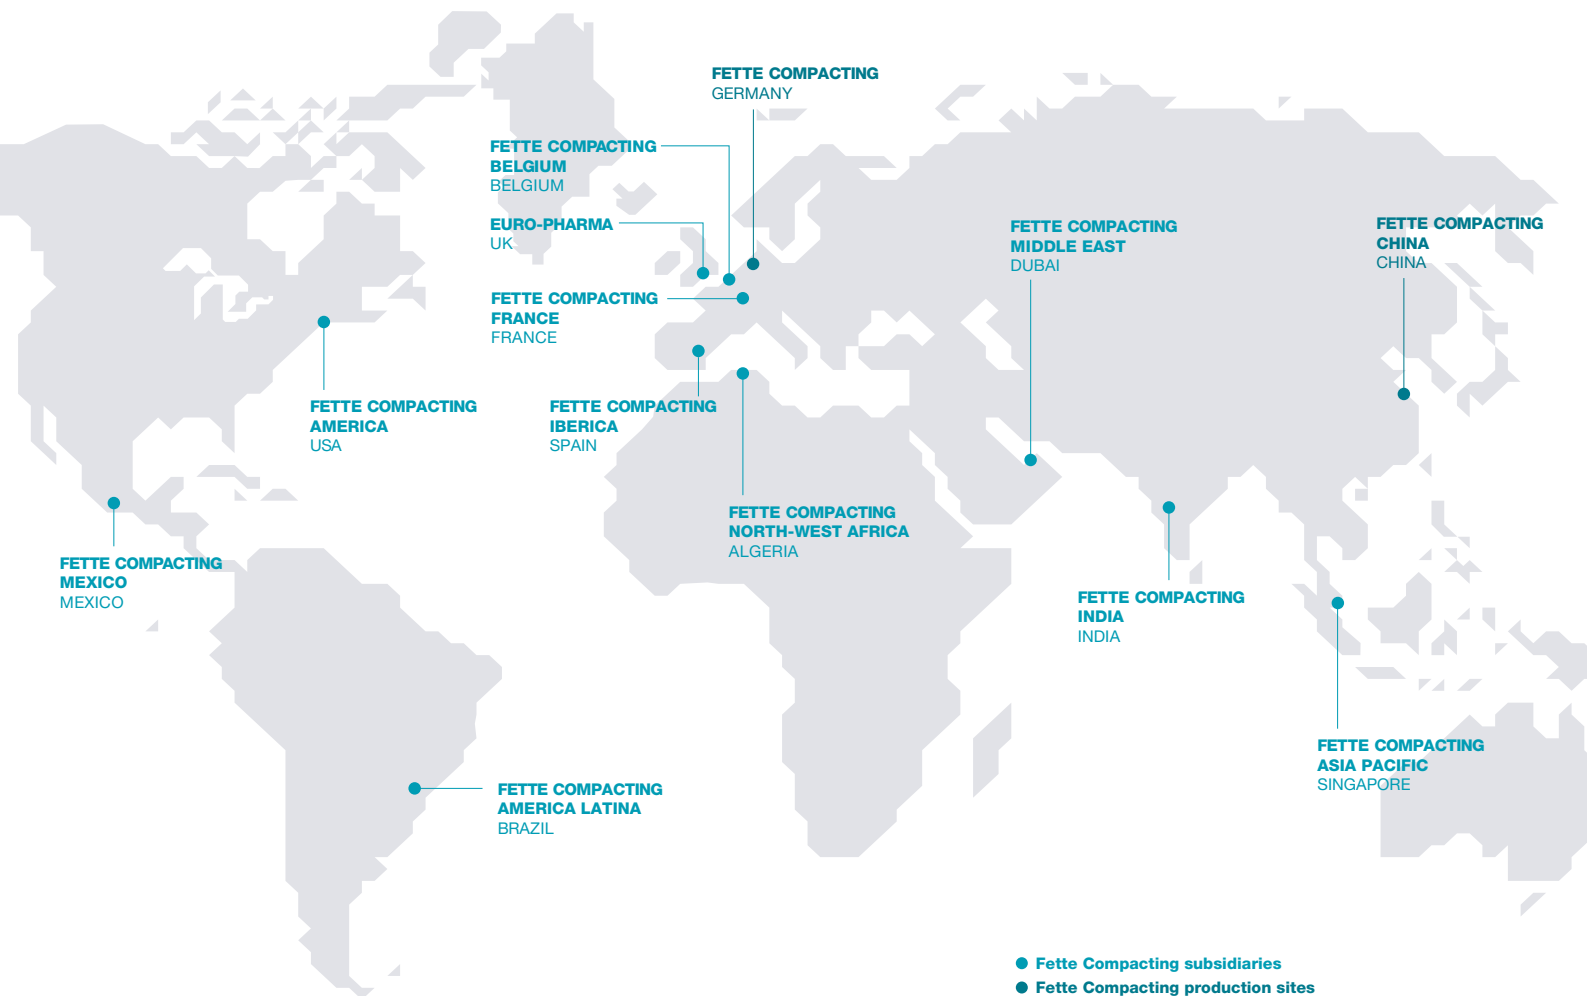 FETTE COMPACTING
GERMANY
FETTE COMPACTING
BELGIUM
BELGIUM
EURO-PHARMA
UK
FETTE COMPACTING
FRANCE
FRANCE
FETTE COMPACTING
MIDDLE EAST
DUBAI
FETTE COMPACTING
CHINA
CHINA
FETTE COMPACTING
AMERICA
USA
FETTE COMPACTING
IBERICA
SPAIN
FETTE COMPACTING
NORTH-WEST AFRICA
ALGERIA
FETTE COMPACTING
MEXICO
MEXICO
FETTE COMPACTING
INDIA
INDIA
FETTE COMPACTING
ASIA PACIFIC
SINGAPORE
FETTE COMPACTING
AMERICA LATINA
BRAZIL
Fette Compacting subsidiaries
Fette Compacting production sites